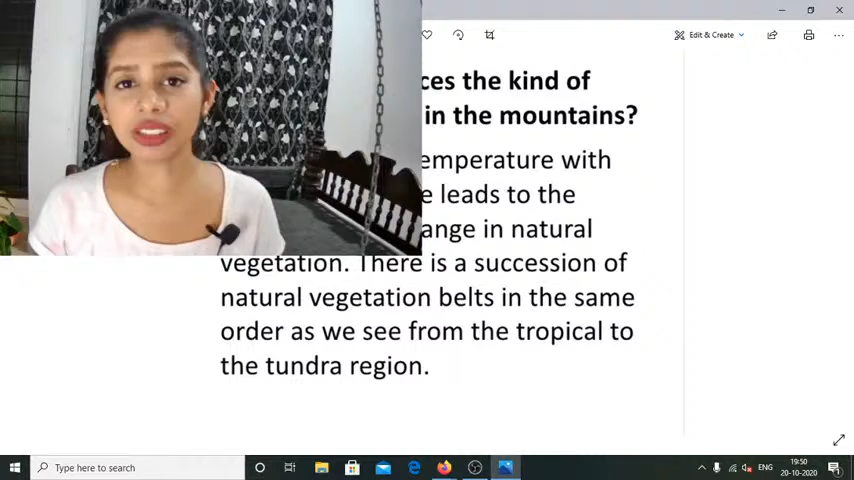 Edit & Create
ces the kind of
in the mountains?
emperature with
e leads to the
ange in natural
vegetation. There is a succession of
natural vegetation belts in the same
order as we see from the tropical to
the tundra region.
Type here to search
ENG
19:50
20-10-2020